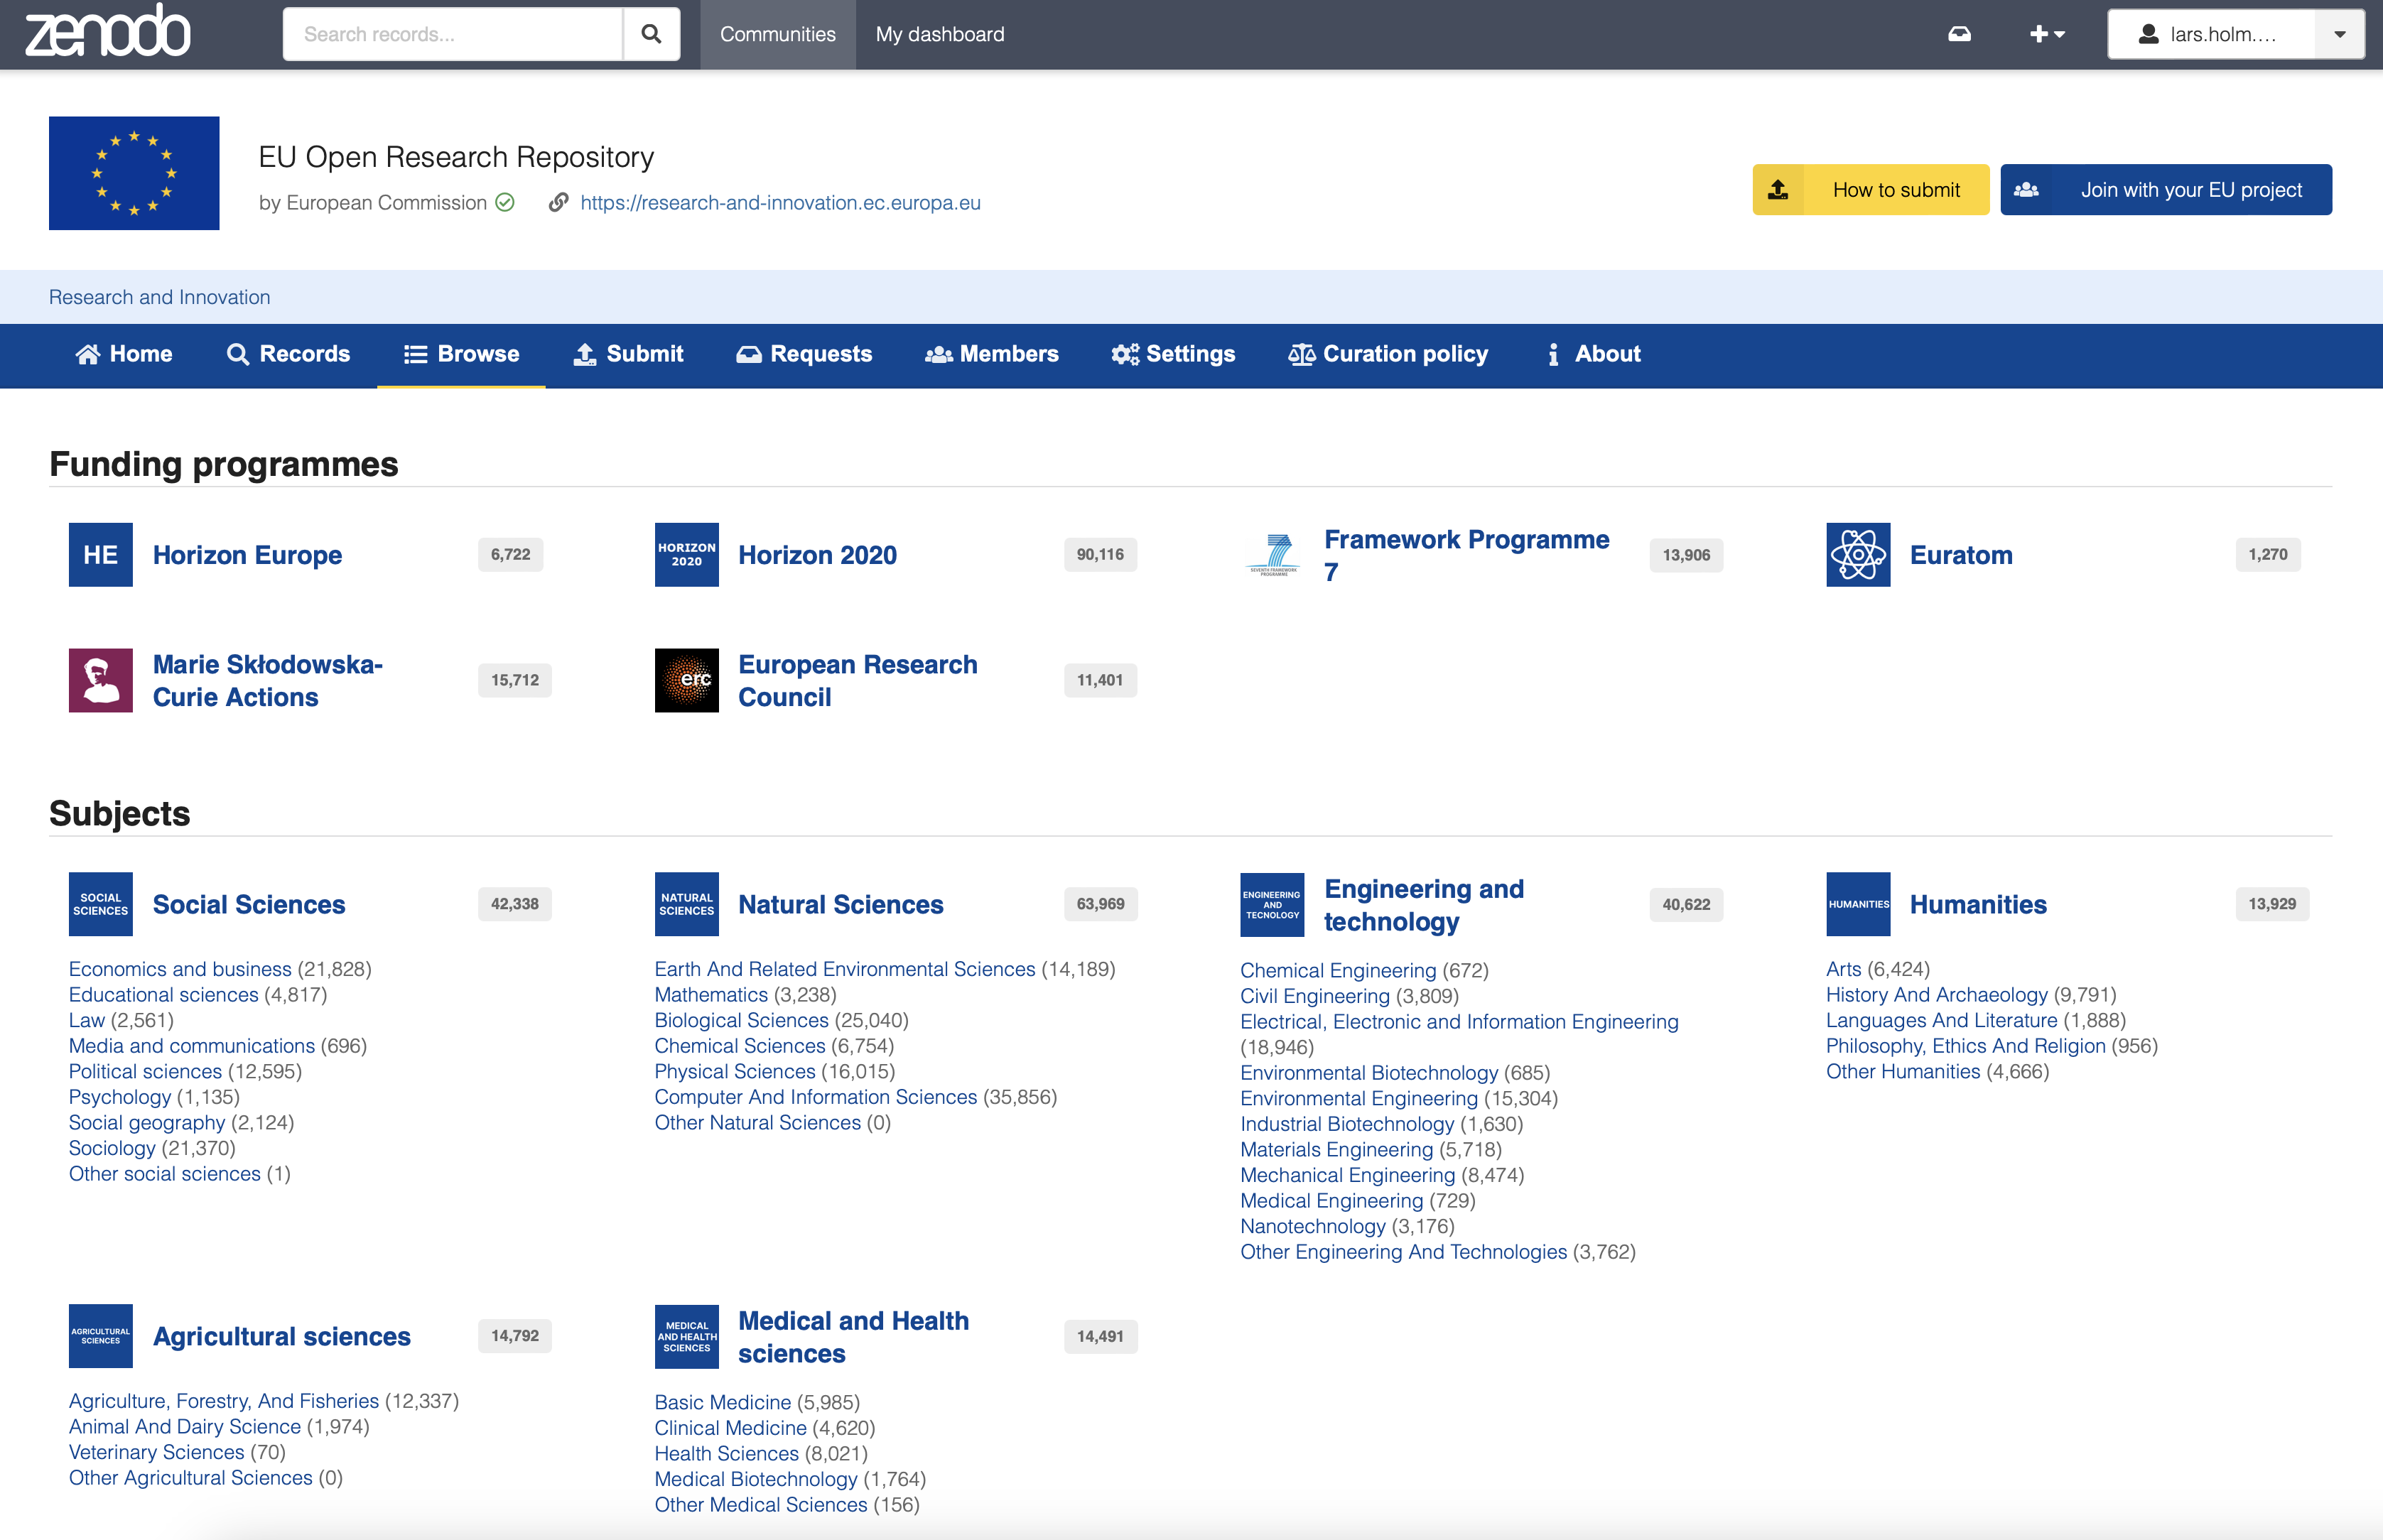 zenodo
Search records...
Communities
My dashboard
lars.holm....
EU Open Research Repository
by European Commission
https://research-and-innovation.ec.europa.eu
How to submit
Join with your EU project
Research and Innovation
Home
Records
Browse
Submit
Requests
Members
Settings
Curation policy
About
Funding programmes
HE
Horizon Europe
6,722
HORIZON
2020
Horizon 2020
90,116
SEVENTH FRAMEWORK
PROGRAMME
Framework Programme
7
13,906
Euratom
1,270
Marie Skłodowska-
Curie Actions
15,712
erc
European Research
Council
11,401
Subjects
SOCIAL
SCIENCES
Social Sciences
42,338
Economics and business (21,828)
Educational sciences (4,817)
Law (2,561)
Media and communications (696)
Political sciences (12,595)
Psychology (1,135)
Social geography (2,124)
Sociology (21,370)
Other social sciences (1)
NATURAL
SCIENCES
Natural Sciences
63,969
Earth And Related Environmental Sciences (14,189)
Mathematics (3,238)
Biological Sciences (25,040)
Chemical Sciences (6,754)
Physical Sciences (16,015)
Computer And Information Sciences (35,856)
Other Natural Sciences (0)
ENGINEERING
AND
TECNOLOGY
Engineering and
technology
40,622
Chemical Engineering (672)
Civil Engineering (3,809)
Electrical, Electronic and Information Engineering
(18,946)
Environmental Biotechnology (685)
Environmental Engineering (15,304)
Industrial Biotechnology (1,630)
Materials Engineering (5,718)
Mechanical Engineering (8,474)
Medical Engineering (729)
Nanotechnology (3,176)
Other Engineering And Technologies (3,762)
HUMANITIES
Humanities
13,929
Arts (6,424)
History And Archaeology (9,791)
Languages And Literature (1,888)
Philosophy, Ethics And Religion (956)
Other Humanities (4,666)
AGRICULTURAL
SCIENCES
Agricultural sciences
14,792
Agriculture, Forestry, And Fisheries (12,337)
Animal And Dairy Science (1,974)
Veterinary Sciences (70)
Other Agricultural Sciences (0)
MEDICAL
AND HEALTH
SCIENCES
Medical and Health
sciences
14,491
Basic Medicine (5,985)
Clinical Medicine (4,620)
Health Sciences (8,021)
Medical Biotechnology (1,764)
Other Medical Sciences (156)